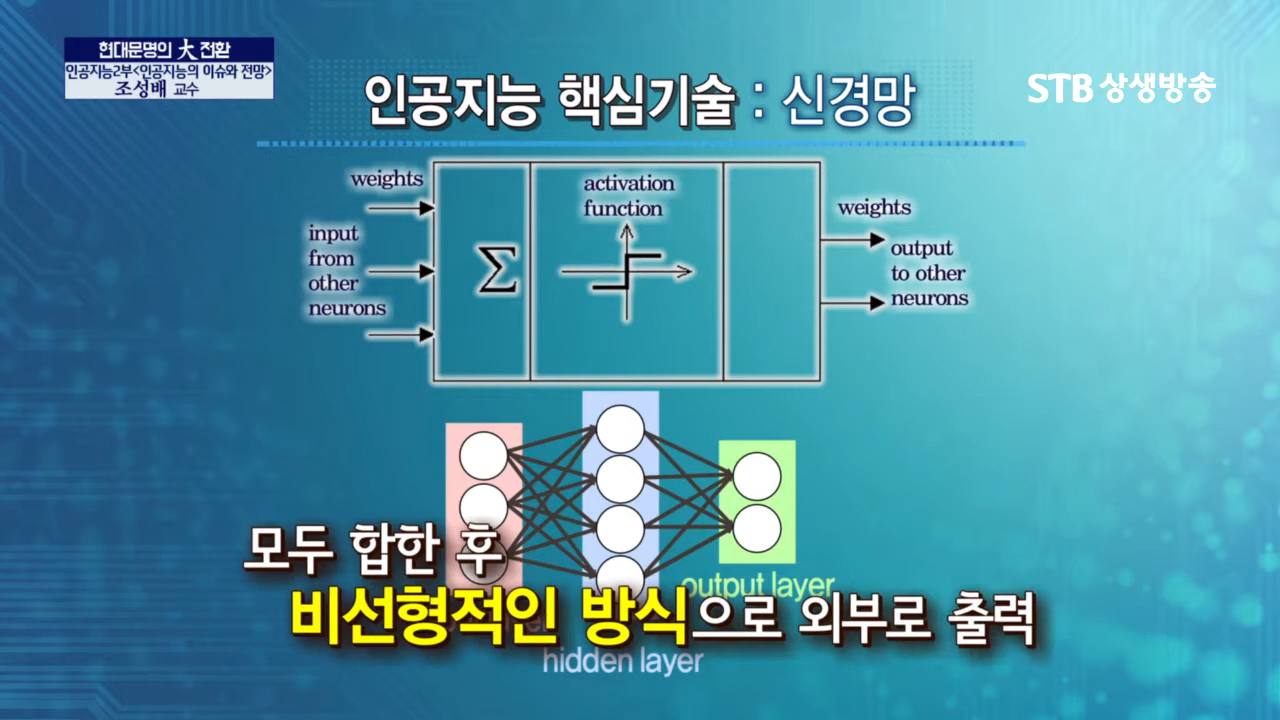 현대문명의 大 전환
인공지능2부<인공지능의 이슈와 전망>
조성배 교수
STB 상생방송
인공지능 핵심기술 : 신경망
weights
input
from
other
neurons
Σ
activation
function
weights
output
to other
neurons
output layer
hidden layer
모두 합한 후
비선형적인 방식으로 외부로 출력